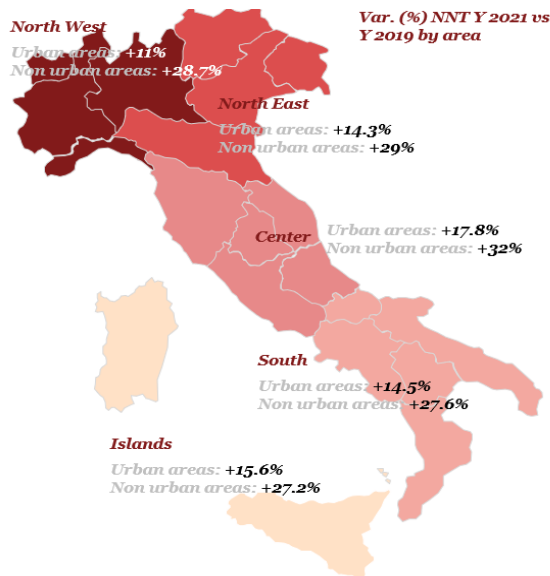 Var. (%) NNT Y 2021 vs
Y 2019 by area
North West
Urban areas: +11%
Non urban areas: +28.7%
North East
Urban areas: +14.3%
Non urban areas: +29%
Center
Urban areas: +17.8%
Non urban areas: +32%
South
Urban areas: +14.5%
Non urban areas: +27.6%
Islands
Urban areas: +15.6%
Non urban areas: +27.2%